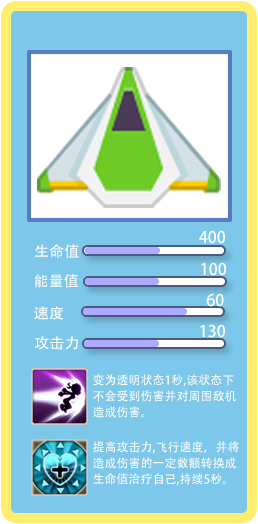 400
生命值
100
能量值
60
速度
130
攻击力
变为透明状态1秒,该状态下
不会受到伤害并对周围敌机
造成伤害。
提高攻击力,飞行速度，并将
造成伤害的一定数额转换成
生命值治疗自己,持续5秒。